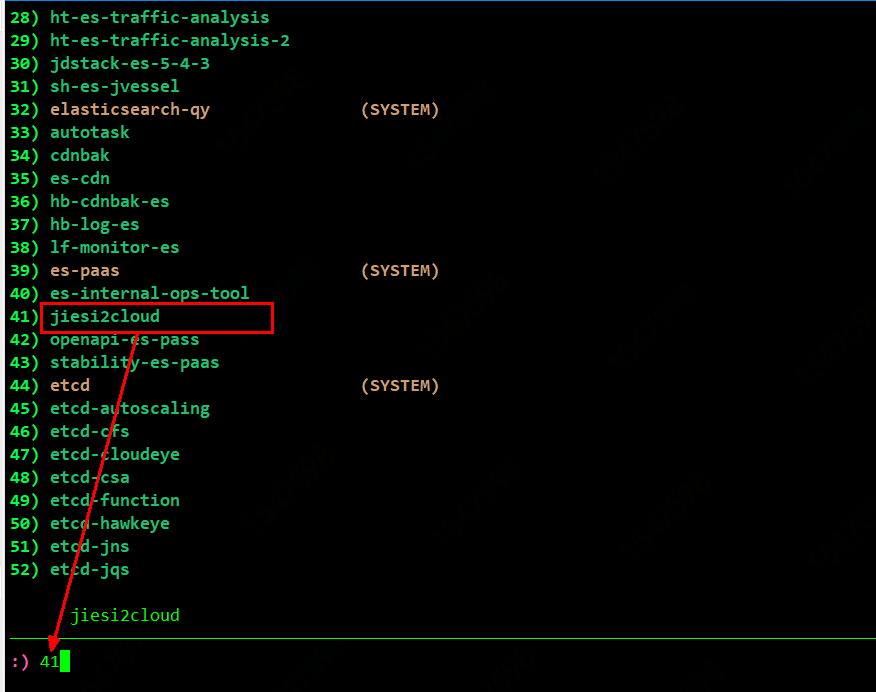 28) ht-es-traffic-analysis
29) ht-es-traffic-analysis-2
30) jdstack-es-5-4-3
31) sh-es-jvessel
32) elasticsearch-qy (SYSTEM)
33) autotask
34) cdnbak
35) es-cdn
36) hb-cdnbak-es
37) hb-log-es
38) lf-monitor-es
39) es-paas (SYSTEM)
40) es-internal-ops-tool
41) jiesi2cloud
42) openapi-es-pass
43) stability-es-paas
44) etcd (SYSTEM)
45) etcd-autoscaling
46) etcd-cfs
47) etcd-cloudeye
48) etcd-csa
49) etcd-function
50) etcd-hawkeye
51) etcd-jns
52) etcd-jqs
jiesi2cloud
:) 41